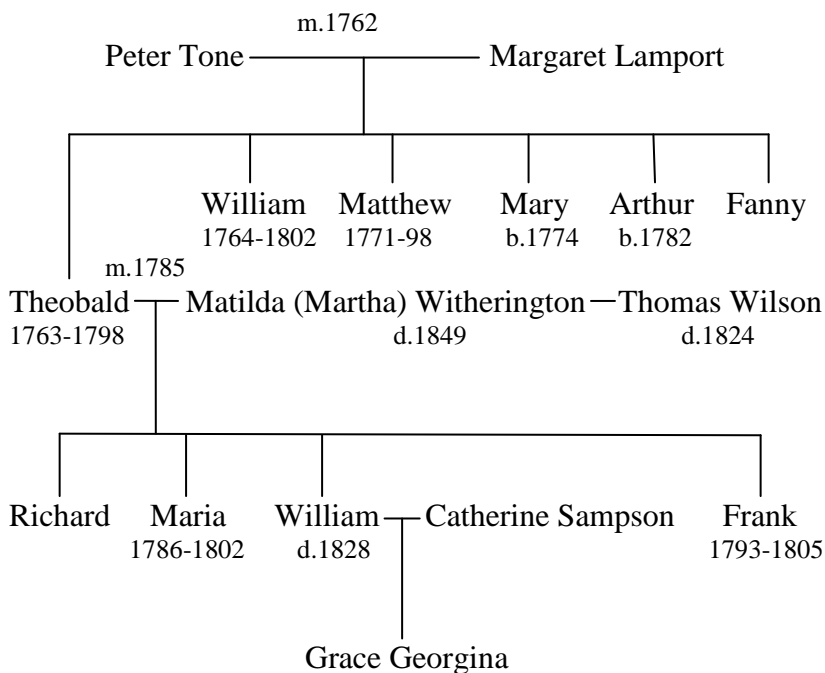 m.1762
Peter Tone Margaret Lamport
William Matthew Mary Arthur Fanny
1764-1802 1771-98 b.1774 b.1782
m.1785
Theobald Matilda (Martha) Witherington Thomas Wilson
1763-1798 d.1849 d.1824
Richard Maria William Catherine Sampson Frank
1786-1802 d.1828 1793-1805
Grace Georgina